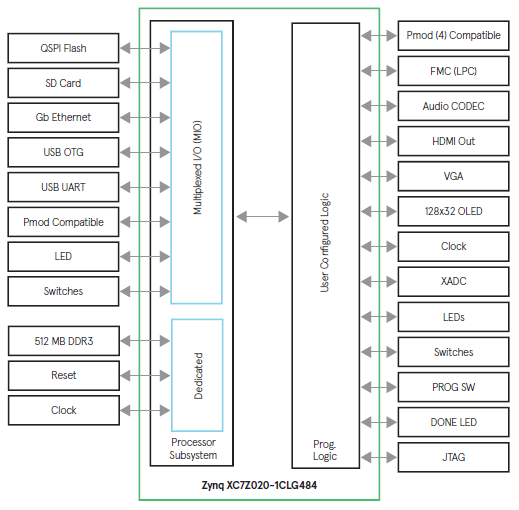 QSPI Flash
SD Card
Gb Ethernet
USB OTG
USB UART
Pmod Compatible
LED
Switches
512 MB DDR3
Reset
Clock
Multiplexed I/O (MIO)
Dedicated
Processor
Subsystem
User Configured Logic
Prog.
Logic
Zynq XC7Z020-1CLG484
Pmod (4) Compatible
FMC (LPC)
Audio CODEC
HDMI Out
VGA
128x32 OLED
Clock
XADC
LEDs
Switches
PROG SW
DONE LED
JTAG